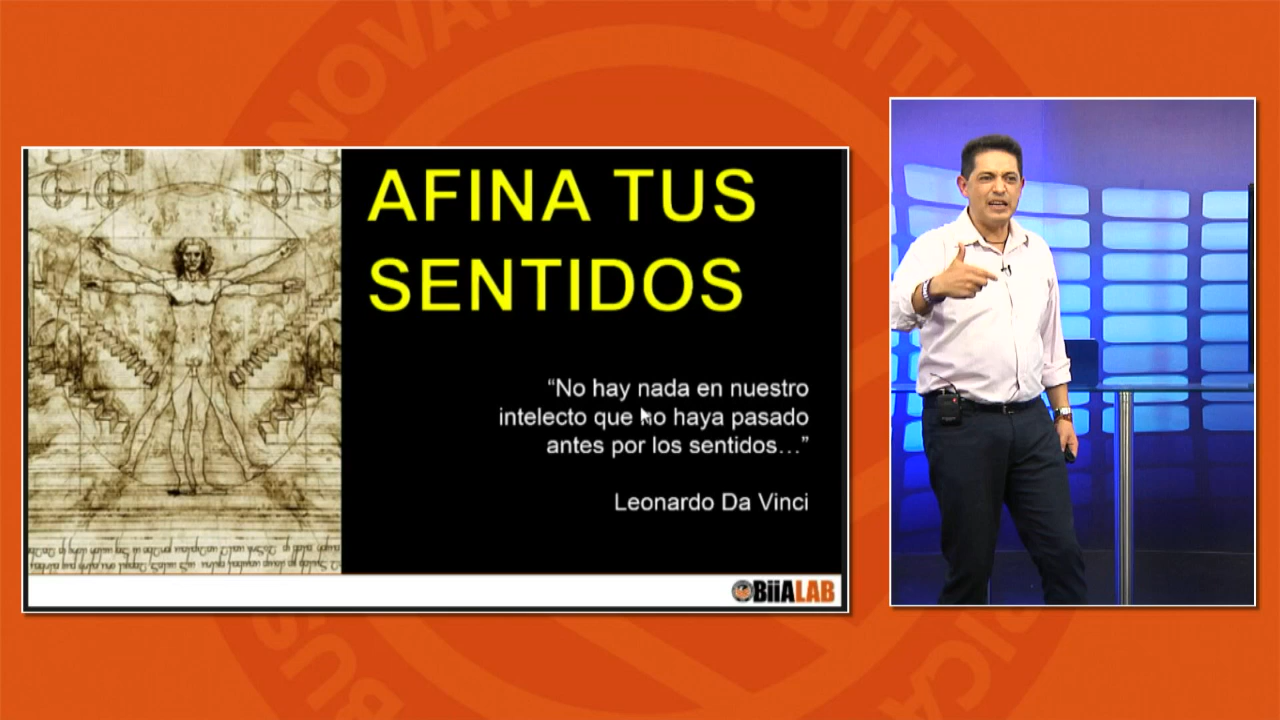 AFINA TUS
SENTIDOS
“No hay nada en nuestro
intelecto que no haya pasado
antes por los sentidos…”
Leonardo Da Vinci
BiiALAB